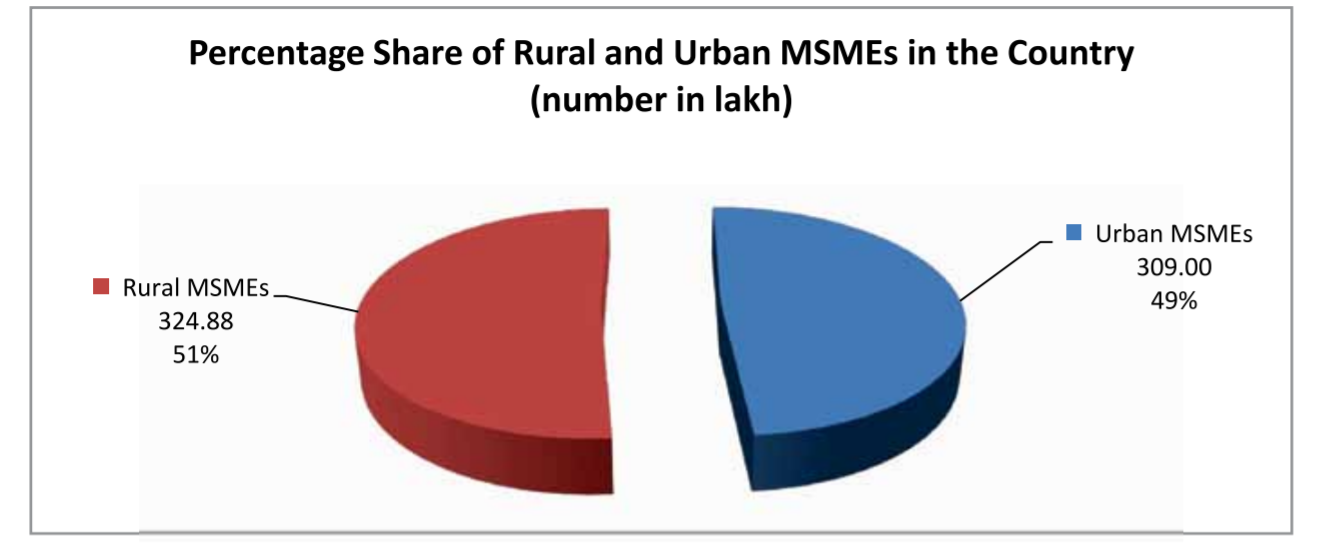 Percentage Share of Rural and Urban MSMEs in the Country
(number in lakh)
Rural MSMEs
324.88
51%
Urban MSMEs
309.00
49%